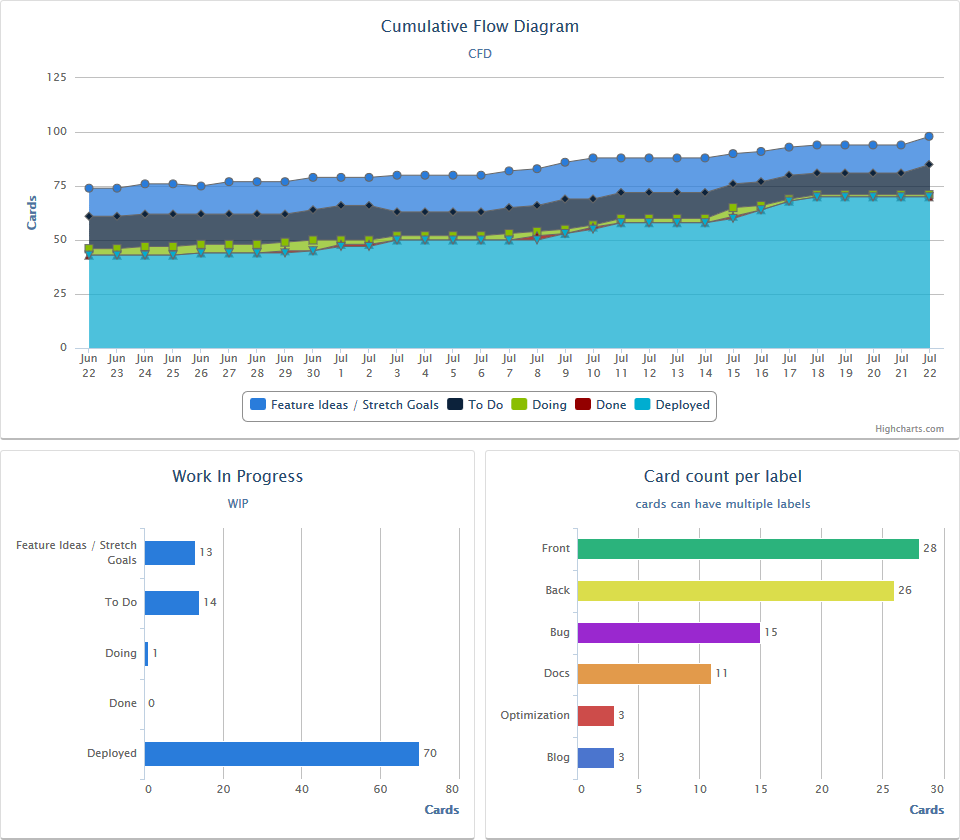 Cumulative Flow Diagram
CFD
Cards
125
100
75
50
25
0
Jun 22 Jun 23 Jun 24 Jun 25 Jun 26 Jun 27 Jun 28 Jun 29 Jun 30 Jul 1 Jul 2 Jul 3 Jul 4 Jul 5 Jul 6 Jul 7 Jul 8 Jul 9 Jul 10 Jul 11 Jul 12 Jul 13 Jul 14 Jul 15 Jul 16 Jul 17 Jul 18 Jul 19 Jul 20 Jul 21 Jul 22
Feature Ideas / Stretch Goals To Do Doing Done Deployed
Highcharts.com
Work In Progress
WIP
Feature Ideas / Stretch
Goals
13
To Do 14
Doing 1
Done 0
Deployed 70
0 20 40 60 80
Cards
Card count per label
cards can have multiple labels
Front 28
Back 26
Bug 15
Docs 11
Optimization 3
Blog 3
0 5 10 15 20 25 30
Cards